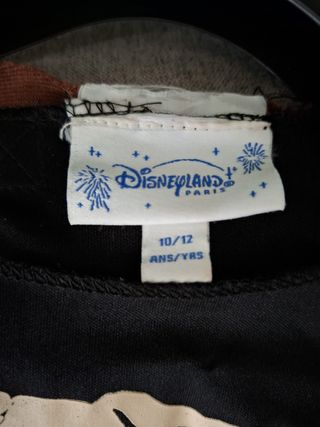 Disneyland
PARIS
10/12
ANS/YRS